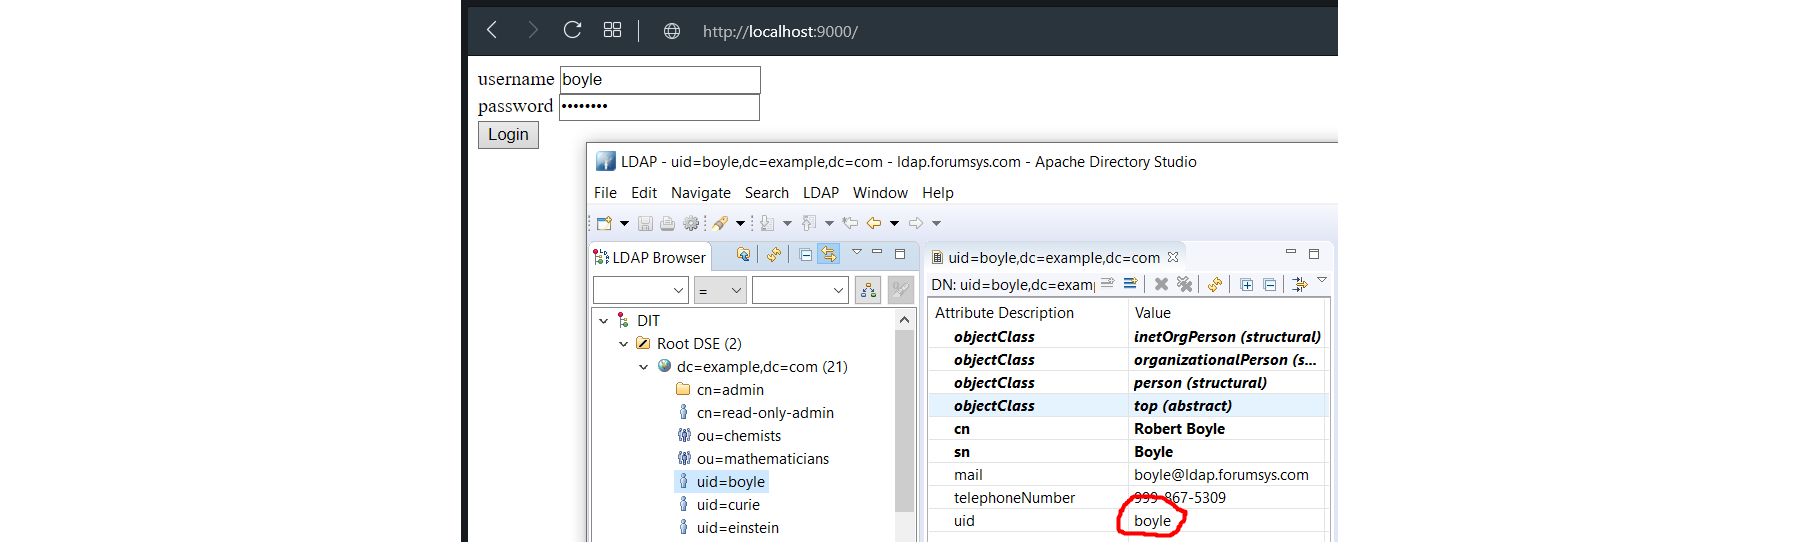 http://localhost:9000/
username boyle
password ••••••••
Login
LDAP - uid=boyle,dc=example,dc=com - ldap.forumsys.com - Apache Directory Studio
File Edit Navigate Search LDAP Window Help
LDAP Browser
=
DIT
Root DSE (2)
dc=example,dc=com (21)
cn=admin
cn=read-only-admin
ou=chemists
ou=mathematicians
uid=boyle
uid=curie
uid=einstein
uid=boyle,dc=example,dc=com
DN: uid=boyle,dc=exam
Attribute Description Value
objectClass inetOrgPerson (structural)
objectClass organizationalPerson (s...
objectClass person (structural)
objectClass top (abstract)
cn Robert Boyle
sn Boyle
mail boyle@ldap.forumsys.com
telephoneNumber 999-867-5309
uid boyle